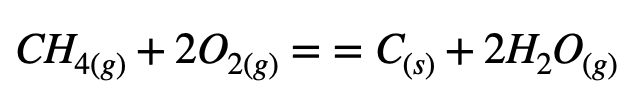 CH₄₍g₎ + 2O₂₍g₎ = = C₍s₎ + 2H₂O₍g₎